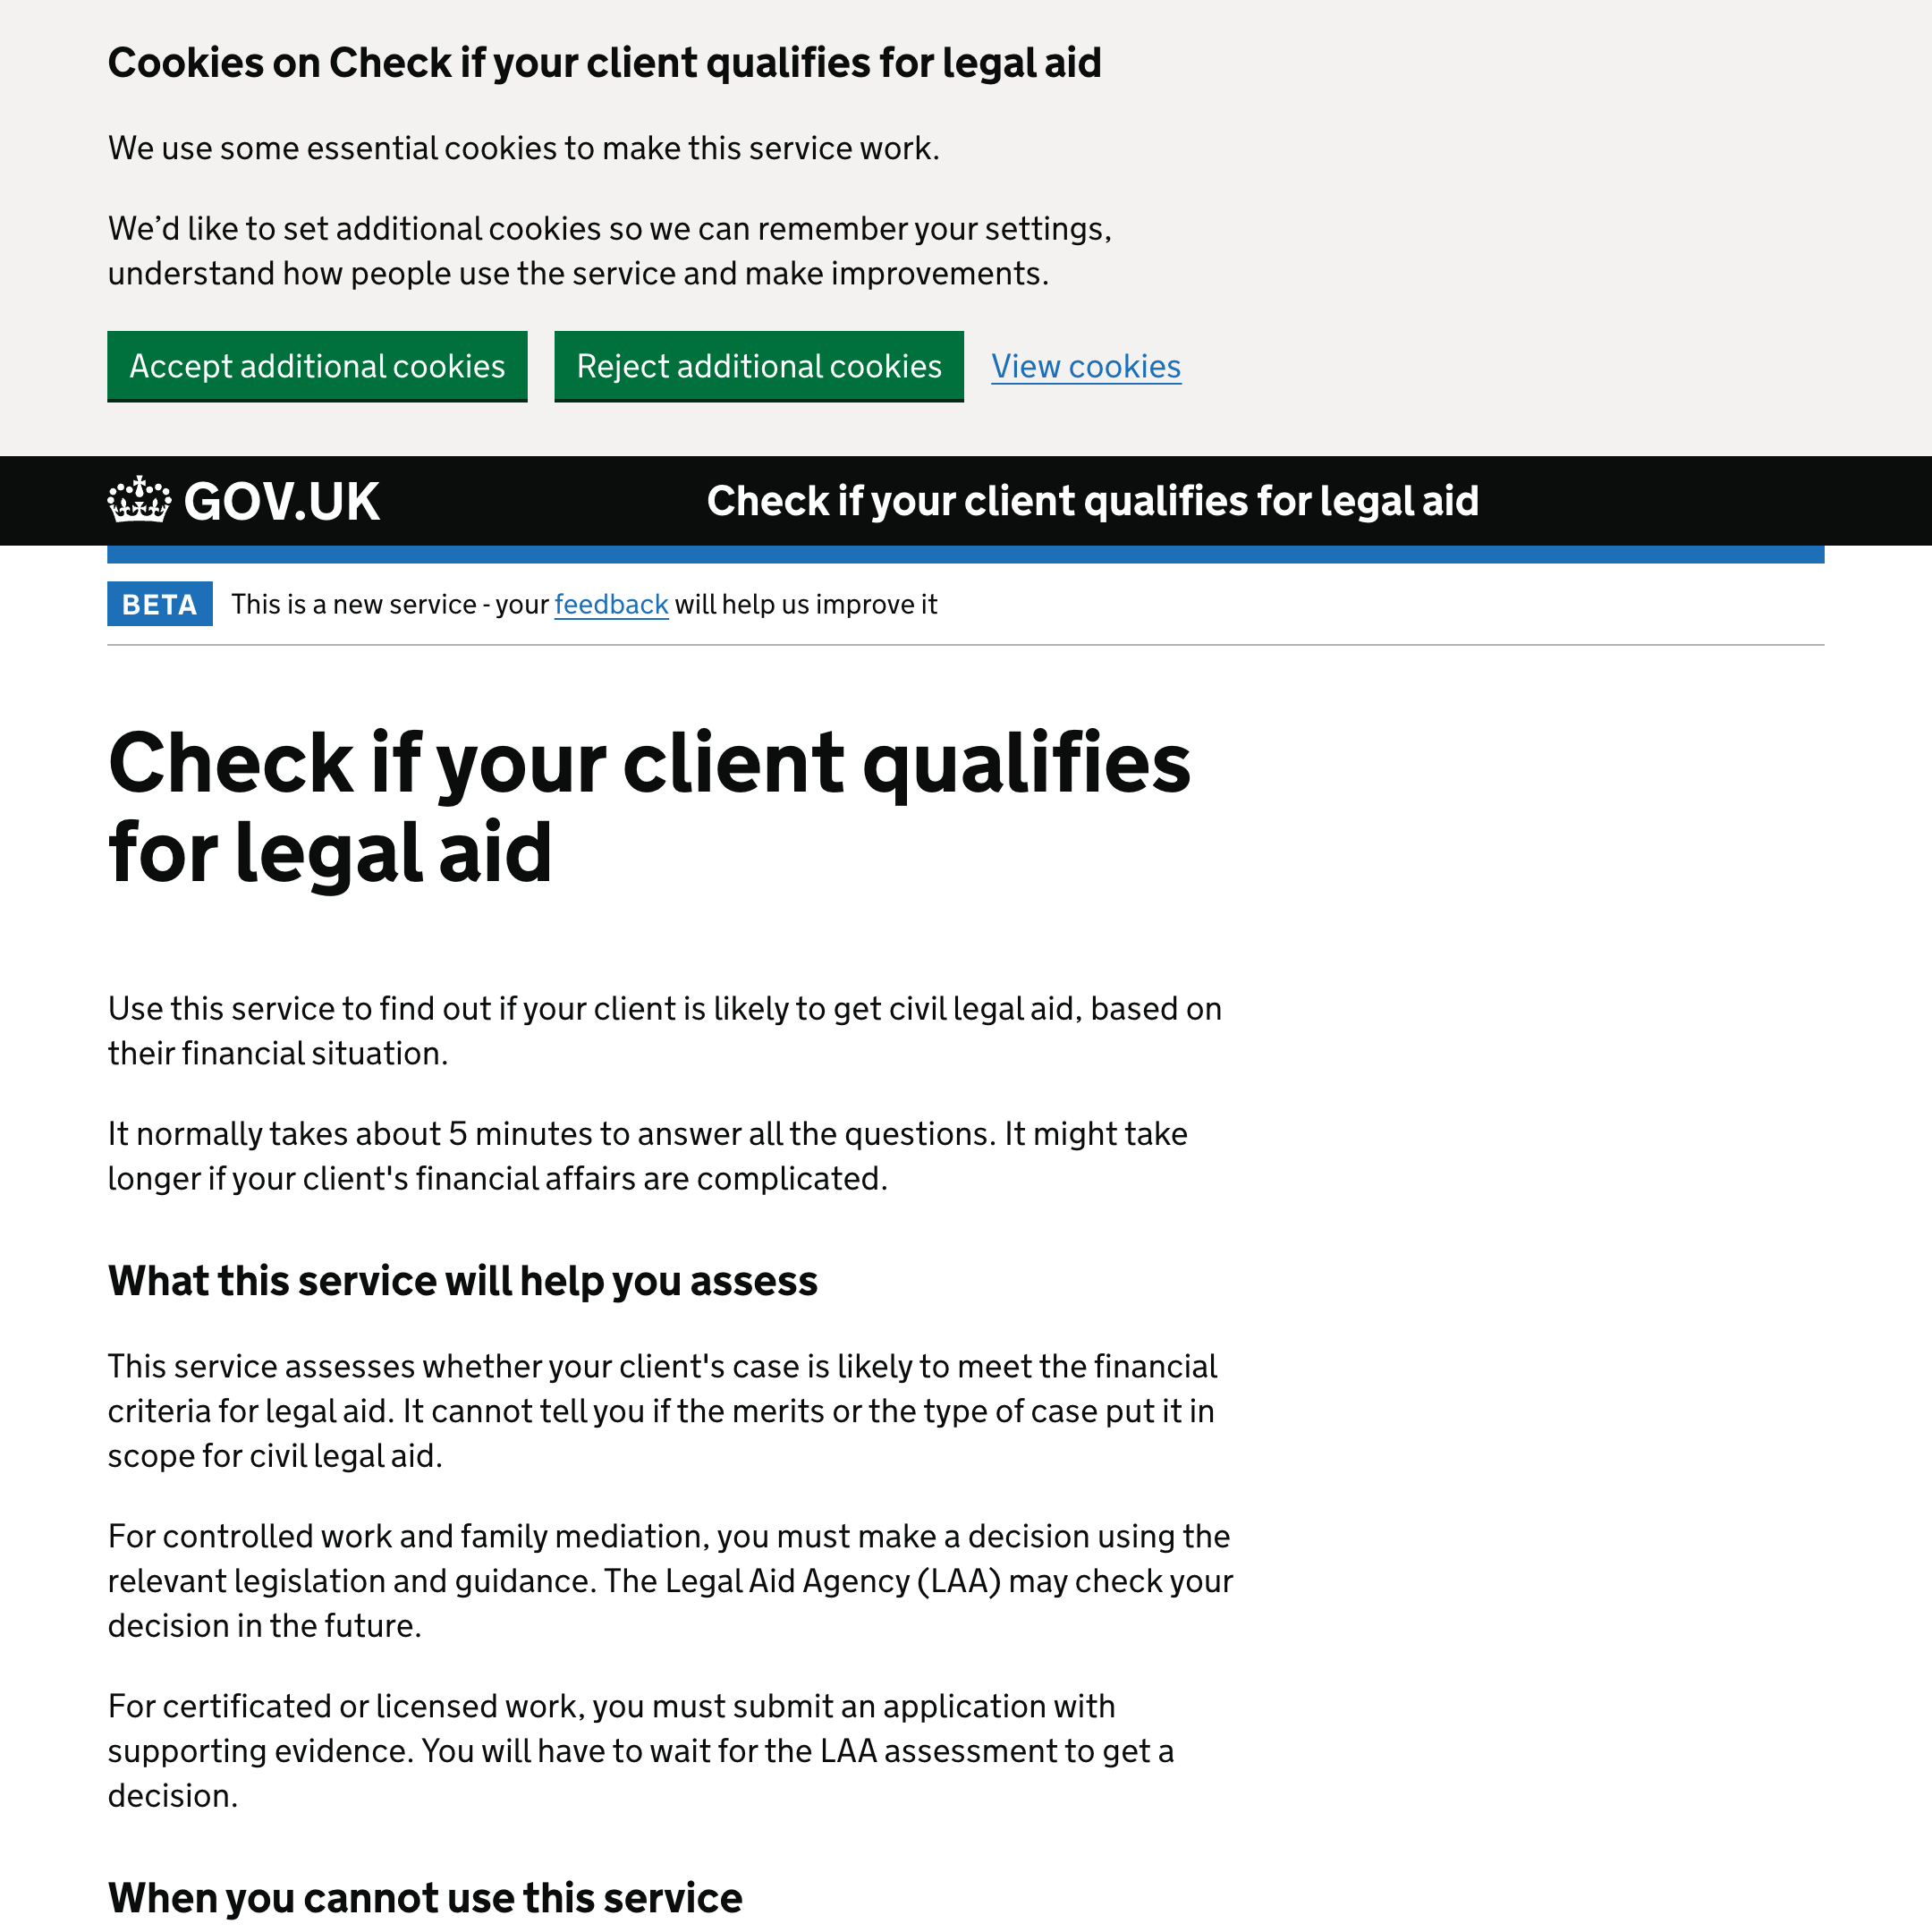 Cookies on Check if your client qualifies for legal aid
We use some essential cookies to make this service work.
We’d like to set additional cookies so we can remember your settings,
understand how people use the service and make improvements.
Accept additional cookies Reject additional cookies View cookies
GOV.UK Check if your client qualifies for legal aid
BETA This is a new service - your feedback will help us improve it
Check if your client qualifies
for legal aid
Use this service to find out if your client is likely to get civil legal aid, based on
their financial situation.
It normally takes about 5 minutes to answer all the questions. It might take
longer if your client's financial affairs are complicated.
What this service will help you assess
This service assesses whether your client's case is likely to meet the financial
criteria for legal aid. It cannot tell you if the merits or the type of case put it in
scope for civil legal aid.
For controlled work and family mediation, you must make a decision using the
relevant legislation and guidance. The Legal Aid Agency (LAA) may check your
decision in the future.
For certificated or licensed work, you must submit an application with
supporting evidence. You will have to wait for the LAA assessment to get a
decision.
When you cannot use this service